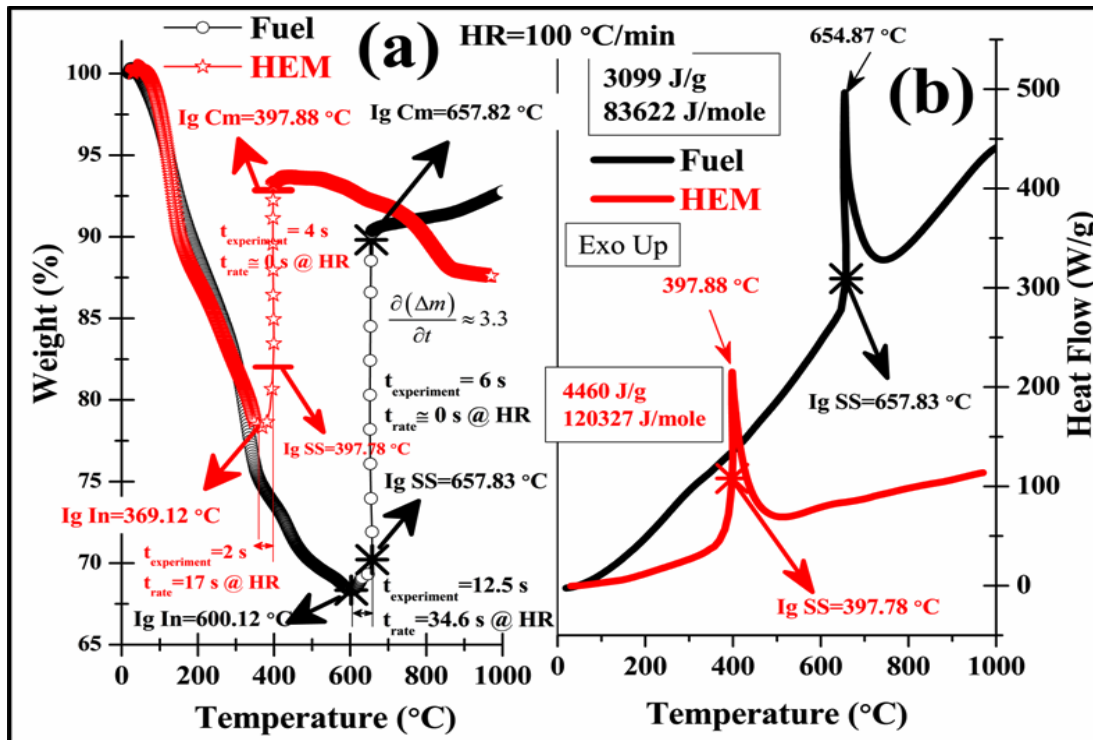 HR=100 °C/min
(a)
Fuel
HEM
Ig Cm=397.88 °C
Ig Cm=657.82 °C
t_experiment = 4 s
t_rate≅0 s @ HR
∂(Δm)/∂t ≈ 3.3
t_experiment = 6 s
t_rate≅0 s @ HR
Ig SS=397.78 °C
Ig SS=657.83 °C
Ig In=369.12 °C
t_experiment=2 s
t_rate=17 s @ HR
t_experiment=12.5 s
t_rate=34.6 s @ HR
Ig In=600.12 °C
100
95
90
85
80
75
70
65
Weight (%)
0 200 400 600 800 1000
Temperature (°C)
(b)
654.87 °C
3099 J/g
83622 J/mole
Fuel
HEM
Exo Up
397.88 °C
4460 J/g
120327 J/mole
Ig SS=657.83 °C
Ig SS=397.78 °C
500
400
300
200
100
0
Heat Flow (W/g)
0 200 400 600 800 1000
Temperature (°C)